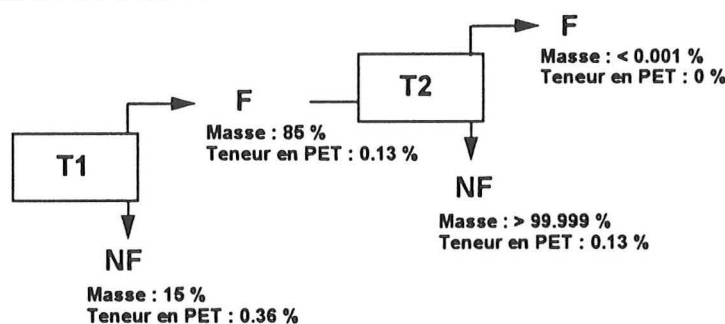 F
Masse : < 0.001 %
Teneur en PET : 0 %
T2
F
Masse : 85 %
Teneur en PET : 0.13 %
T1
NF
Masse : > 99.999 %
Teneur en PET : 0.13 %
NF
Masse : 15 %
Teneur en PET : 0.36 %